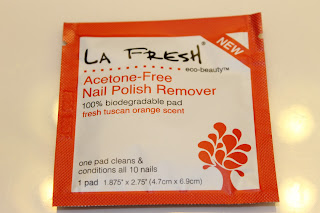 LA FRESH®
NEW
eco-beauty™
Acetone-Free
Nail Polish Remover
100% biodegradable pad
fresh tuscan orange scent
one pad cleans &
conditions all 10 nails
1 pad 1.875" x 2.75" (4.7cm x 6.9cm)